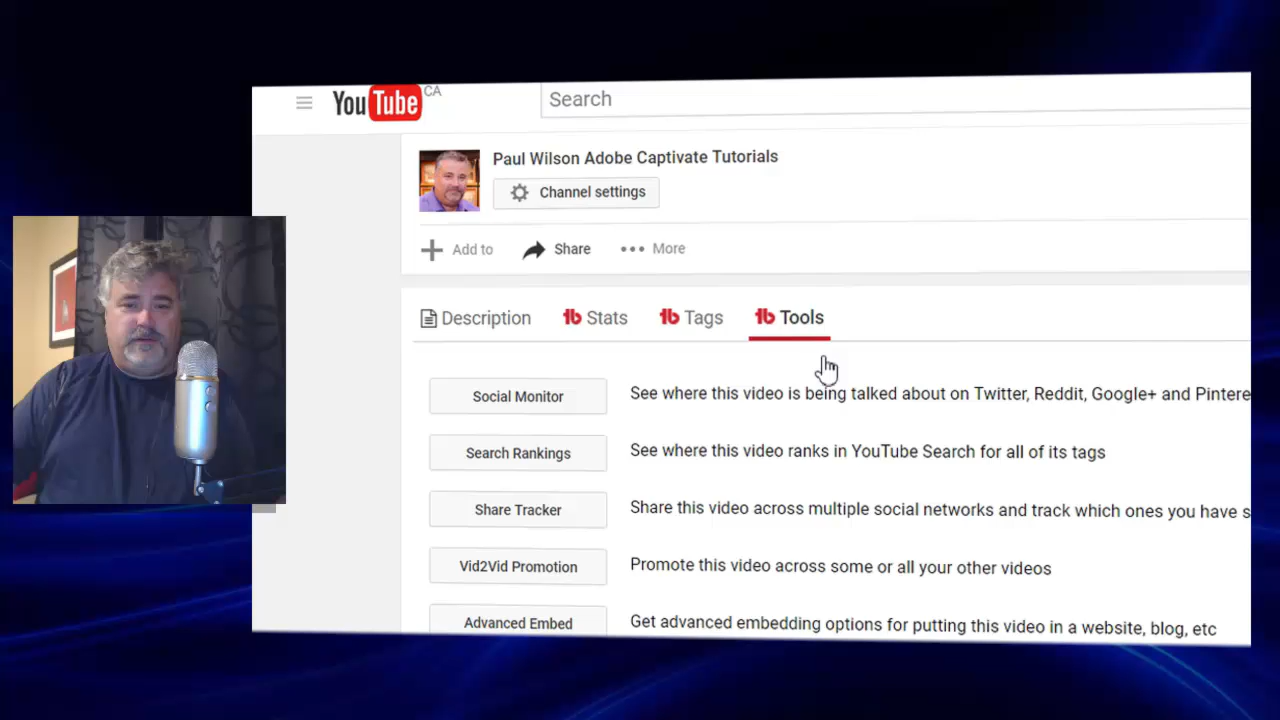 YouTube CA
Search
Paul Wilson Adobe Captivate Tutorials
Channel settings
Add to
Share
More
Description
Stats
Tags
Tools
Social Monitor
See where this video is being talked about on Twitter, Reddit, Google+ and Pintere
Search Rankings
See where this video ranks in YouTube Search for all of its tags
Share Tracker
Share this video across multiple social networks and track which ones you have s
Vid2Vid Promotion
Promote this video across some or all your other videos
Advanced Embed
Get advanced embedding options for putting this video in a website, blog, etc